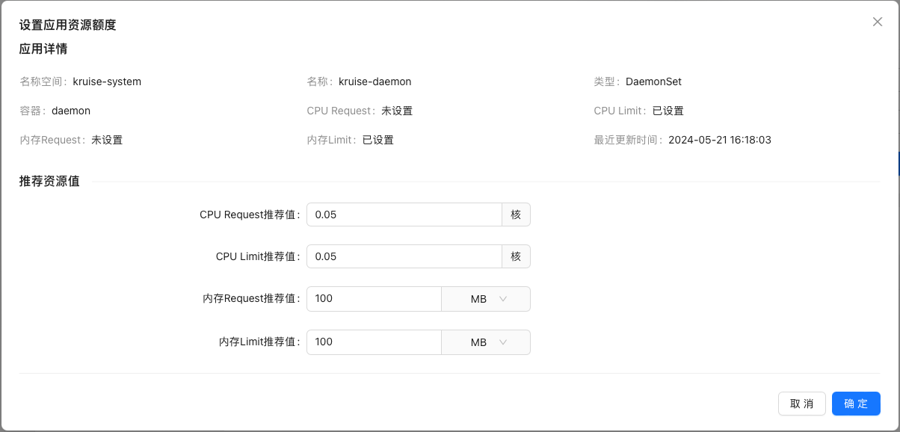 设置应用资源额度
应用详情
名称空间：kruise-system 名称：kruise-daemon 类型：DaemonSet
容器：daemon CPU Request：未设置 CPU Limit：已设置
内存Request：未设置 内存Limit：已设置 最近更新时间：2024-05-21 16:18:03
推荐资源值
CPU Request推荐值： 0.05 核
CPU Limit推荐值： 0.05 核
内存Request推荐值： 100 MB
内存Limit推荐值： 100 MB
取 消 确 定